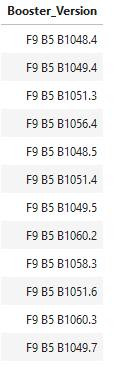 Booster_Version
F9 B5 B1048.4
F9 B5 B1049.4
F9 B5 B1051.3
F9 B5 B1056.4
F9 B5 B1048.5
F9 B5 B1051.4
F9 B5 B1049.5
F9 B5 B1060.2
F9 B5 B1058.3
F9 B5 B1051.6
F9 B5 B1060.3
F9 B5 B1049.7